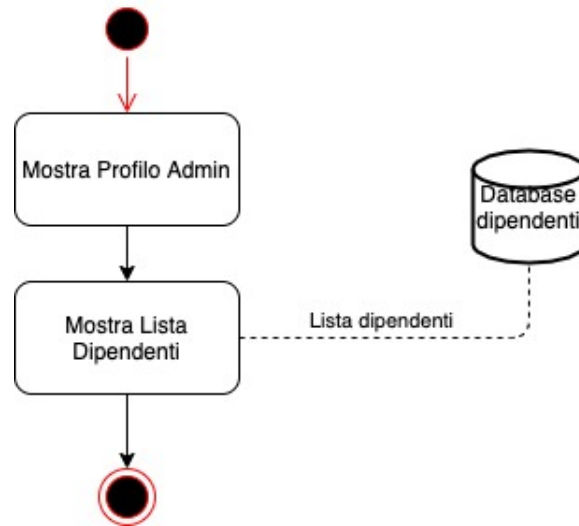 Mostra Profilo Admin
Database
dipendenti
Mostra Lista
Dipendenti
Lista dipendenti